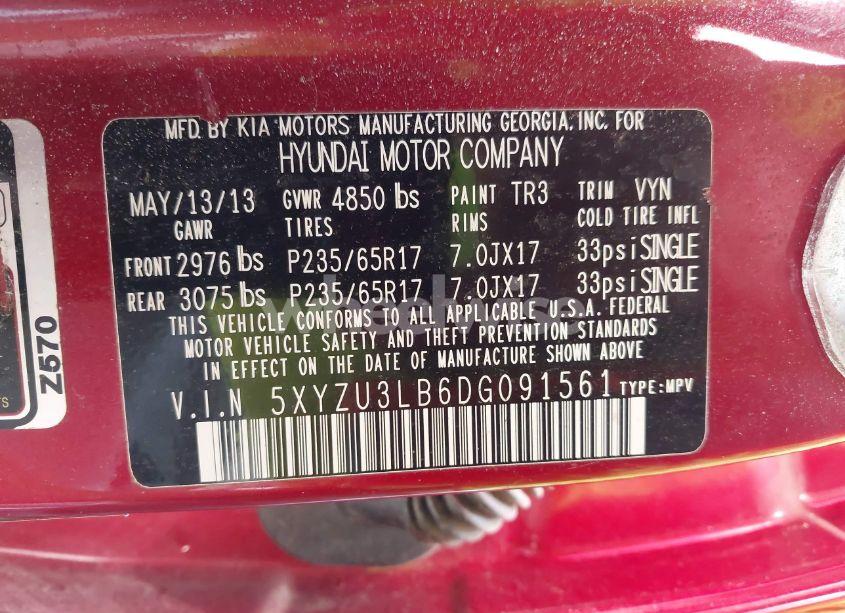 MFD. BY KIA MOTORS MANUFACTURING GEORGIA, INC. FOR
HYUNDAI MOTOR COMPANY
MAY/13/13 GVWR 4850 lbs PAINT TR3 TRIM VYN
GAWR TIRES RIMS COLD TIRE INFL
FRONT 2976 lbs P235/65R17 7.0JX17 33psi SINGLE
REAR 3075 lbs P235/65R17 7.0JX17 33psi SINGLE
THIS VEHICLE CONFORMS TO ALL APPLICABLE U.S.A. FEDERAL
MOTOR VEHICLE SAFETY AND THEFT PREVENTION STANDARDS
IN EFFECT ON THE DATE OF MANUFACTURE SHOWN ABOVE
V.I.N 5XYZU3LB6DG091561 TYPE:MPV
Z570